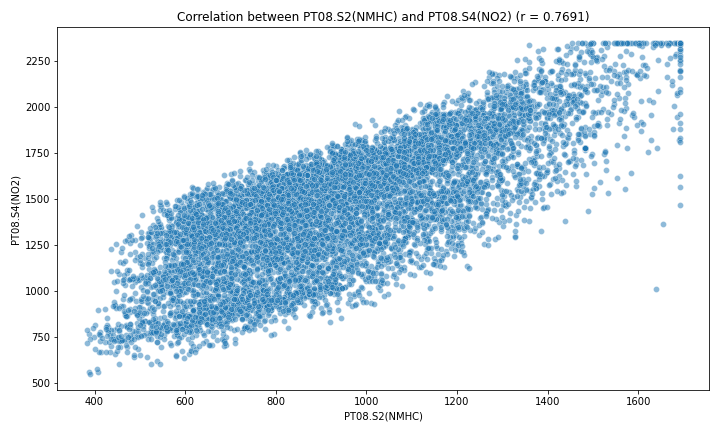 Correlation between PT08.S2(NMHC) and PT08.S4(NO2) (r = 0.7691)
PT08.S4(NO2)
2250
2000
1750
1500
1250
1000
750
500
400 600 800 1000 1200 1400 1600
PT08.S2(NMHC)